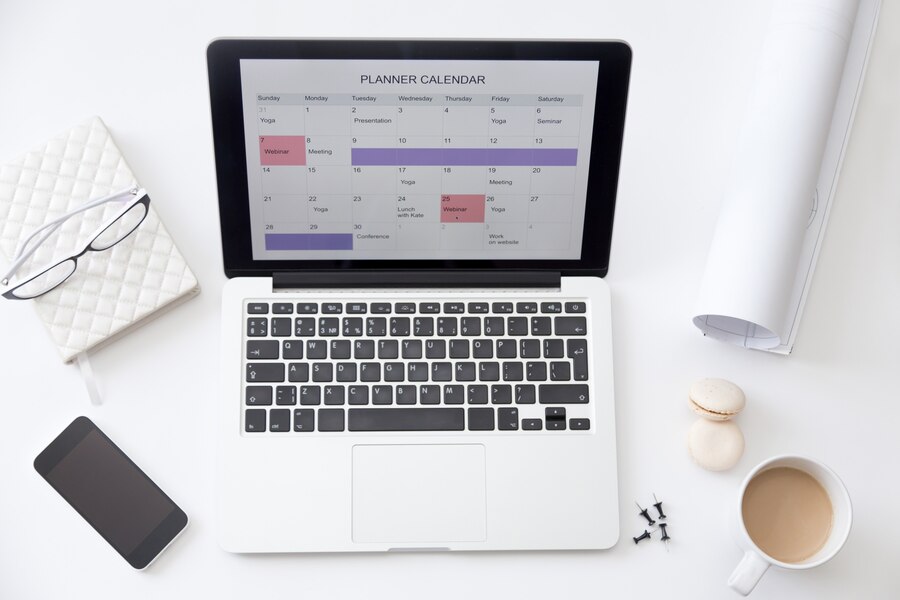 PLANNER CALENDAR
Sunday Monday Tuesday Wednesday Thursday Friday Saturday
31 1 2 3 4 5 6
Yoga Presentation Yoga Seminar
7 8 9 10 11 12 13
Webinar Meeting
14 15 16 17 18 19 20
Yoga Meeting
21 22 23 24 25 26 27
Yoga Lunch Webinar Yoga
with Kate
28 29 30 1 2 3 4
Conference Work
on website
Q W E R T Y U I O P
A S D F G H J K L
Z X C V B N M